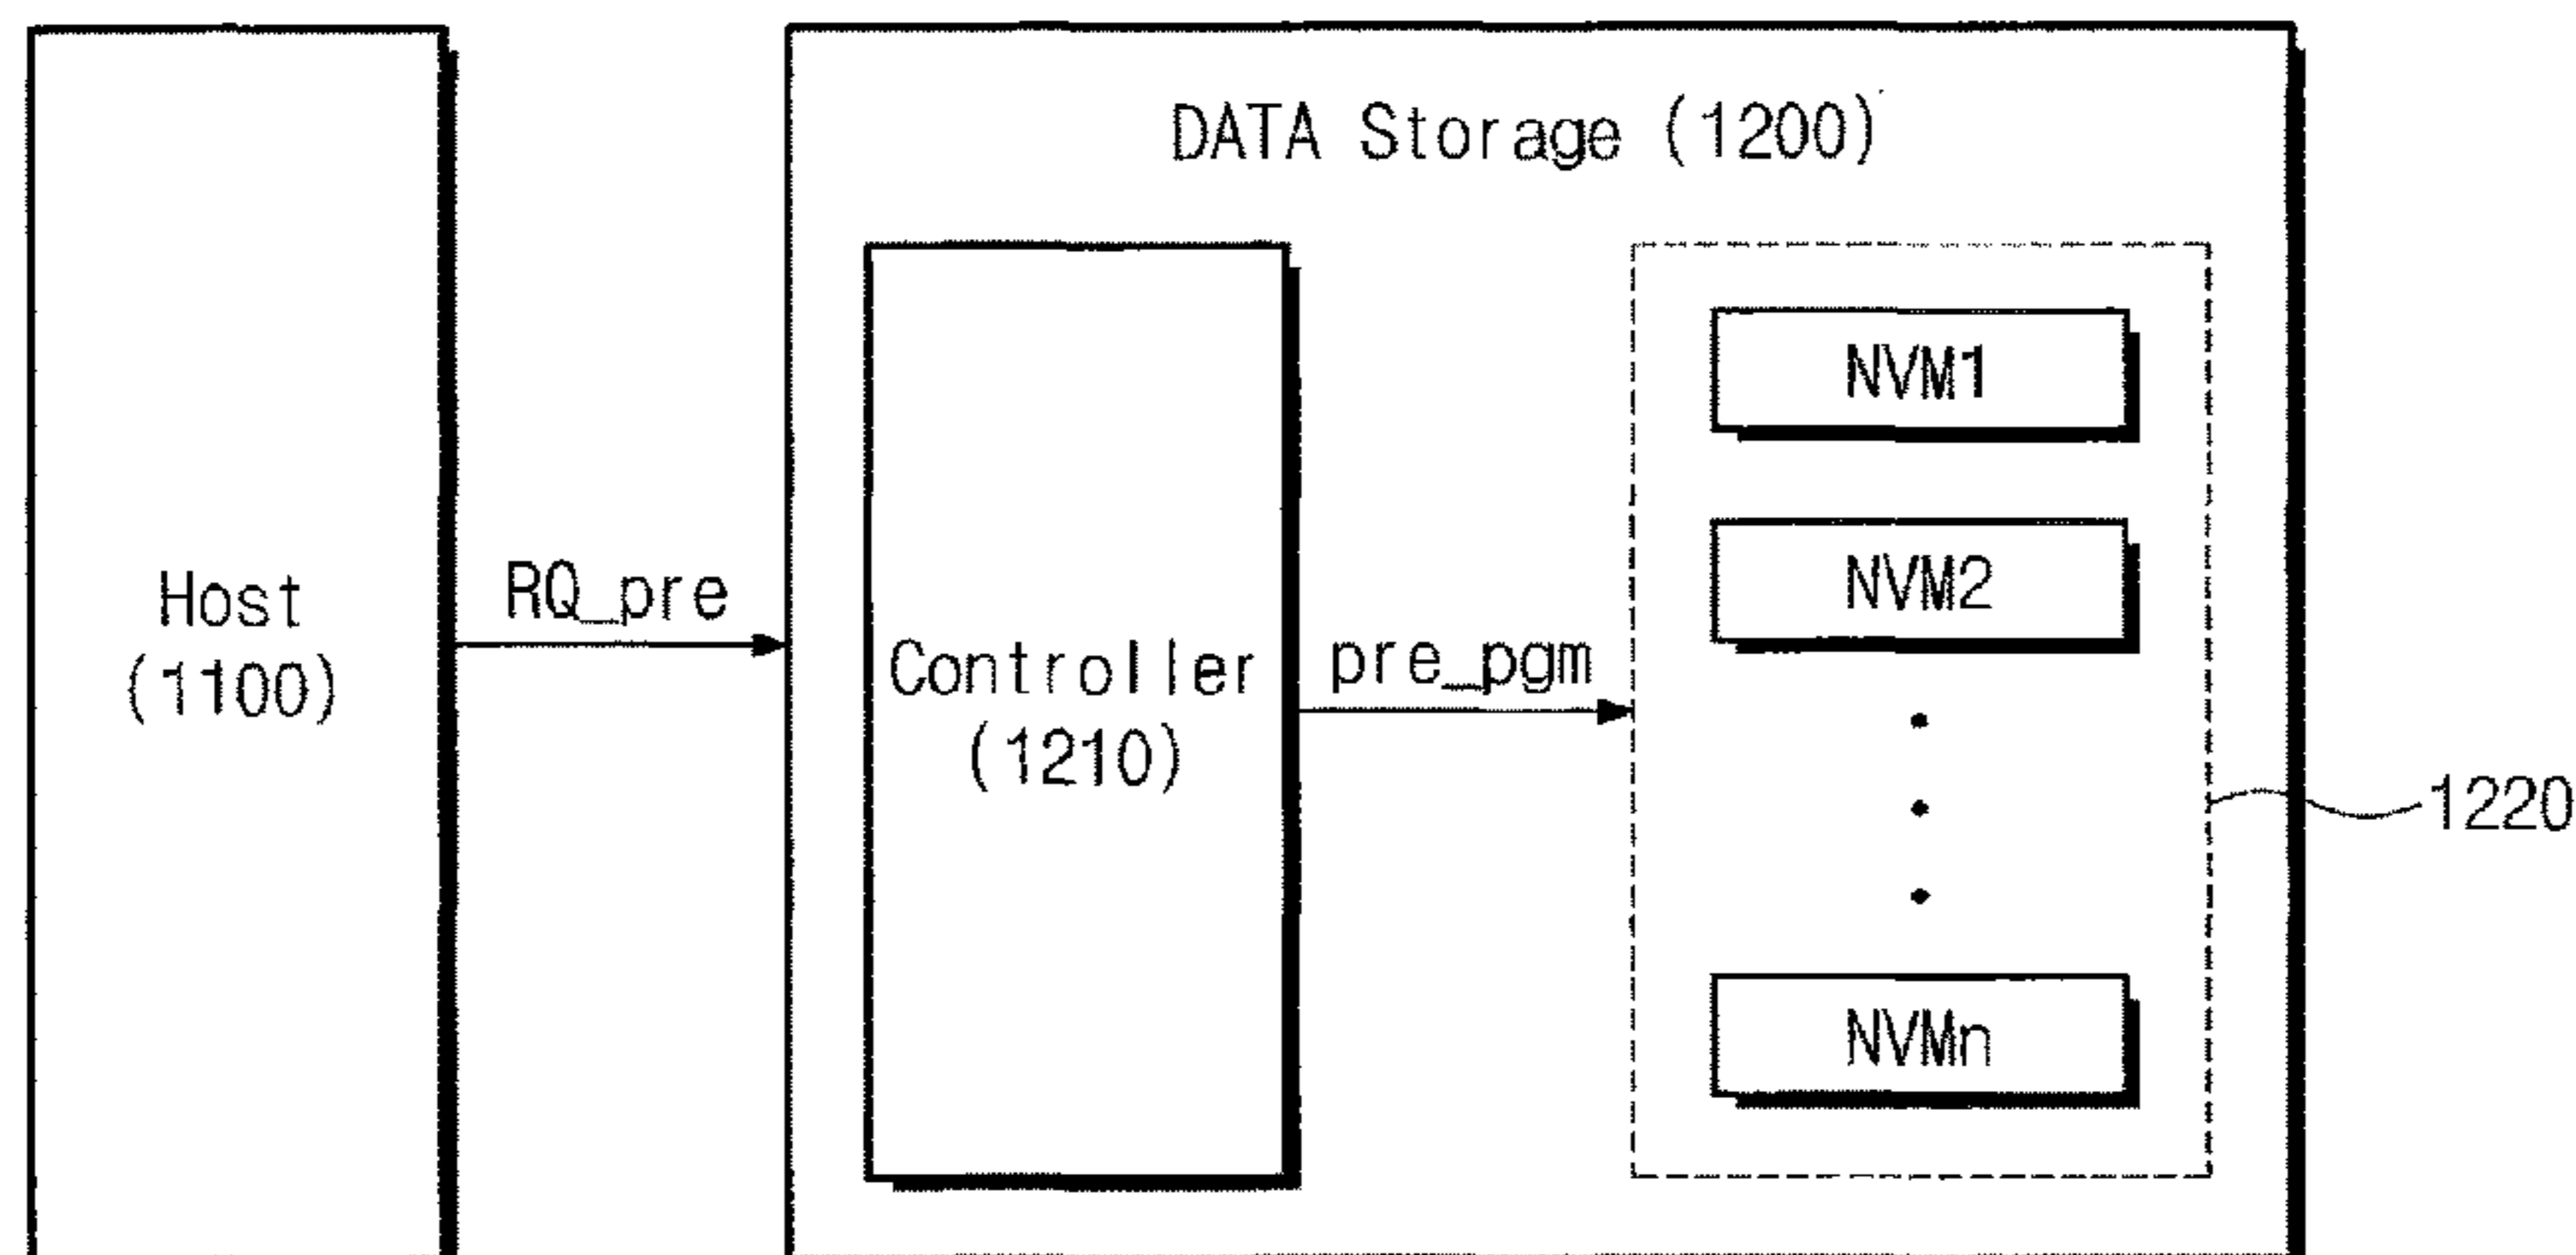 DATA Storage (1200)
Host
(1100)
RQ_pre
Controller
(1210)
pre_pgm
NVM1
NVM2
NVMn
1220